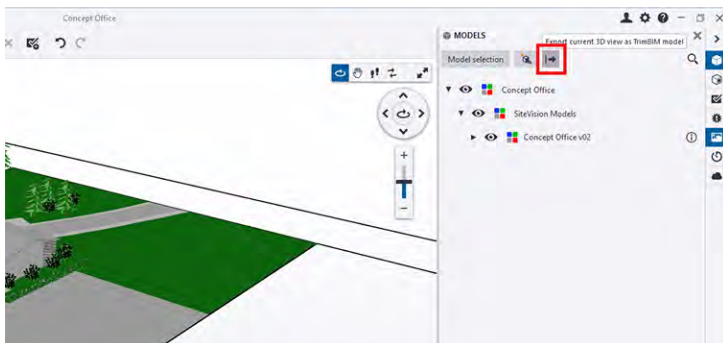 Concept Office
MODELS
Export current 3D view as TrimBIM model
Model selection
Concept Office
SiteVision Models
Concept Office v02